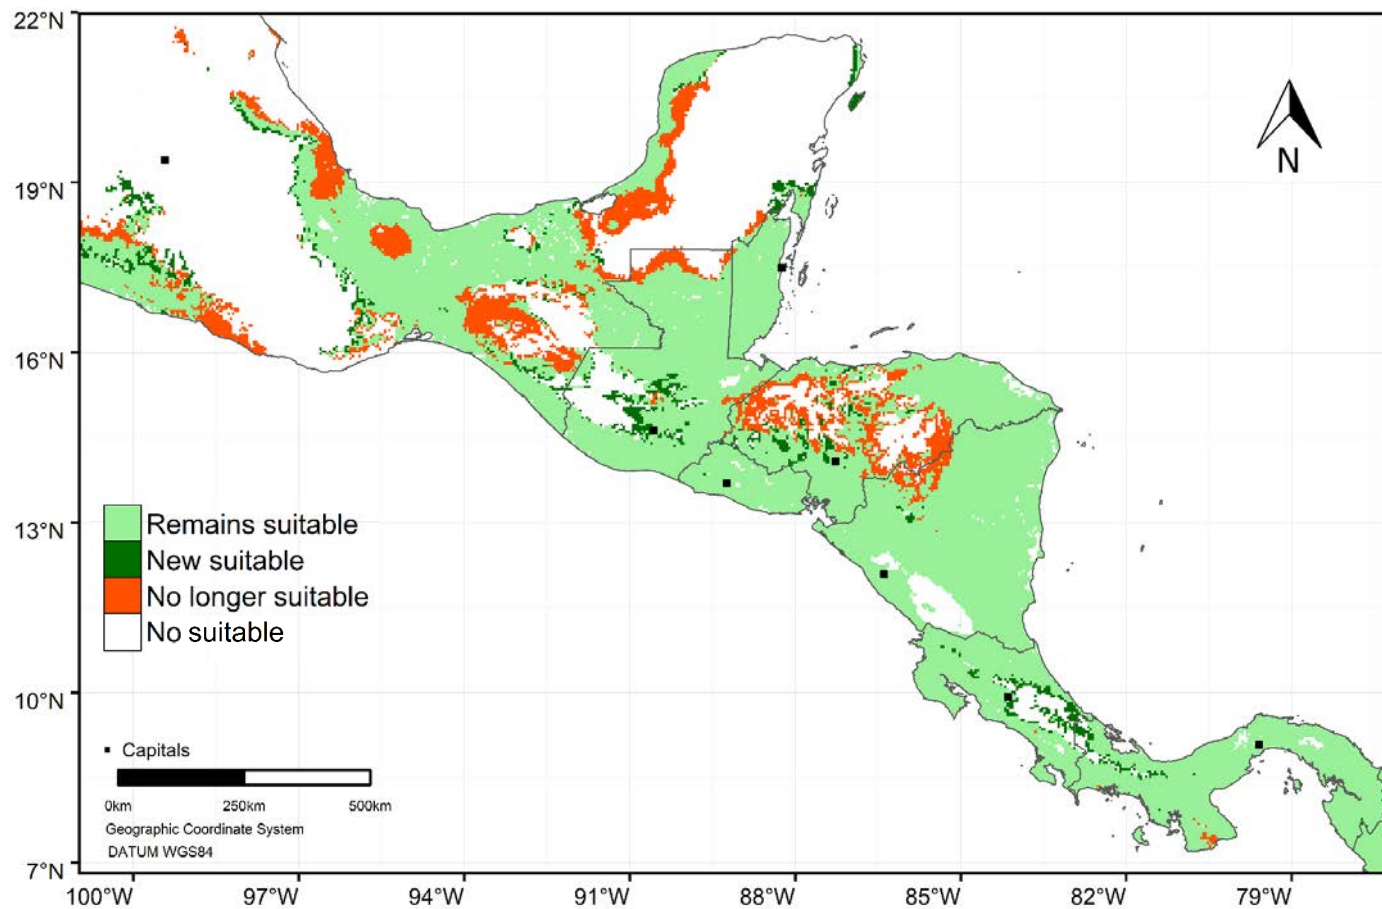 22°N
19°N
16°N
13°N
10°N
7°N
N
Remains suitable
New suitable
No longer suitable
No suitable
Capitals
0km 250km 500km
Geographic Coordinate System
DATUM WGS84
100°W 97°W 94°W 91°W 88°W 85°W 82°W 79°W